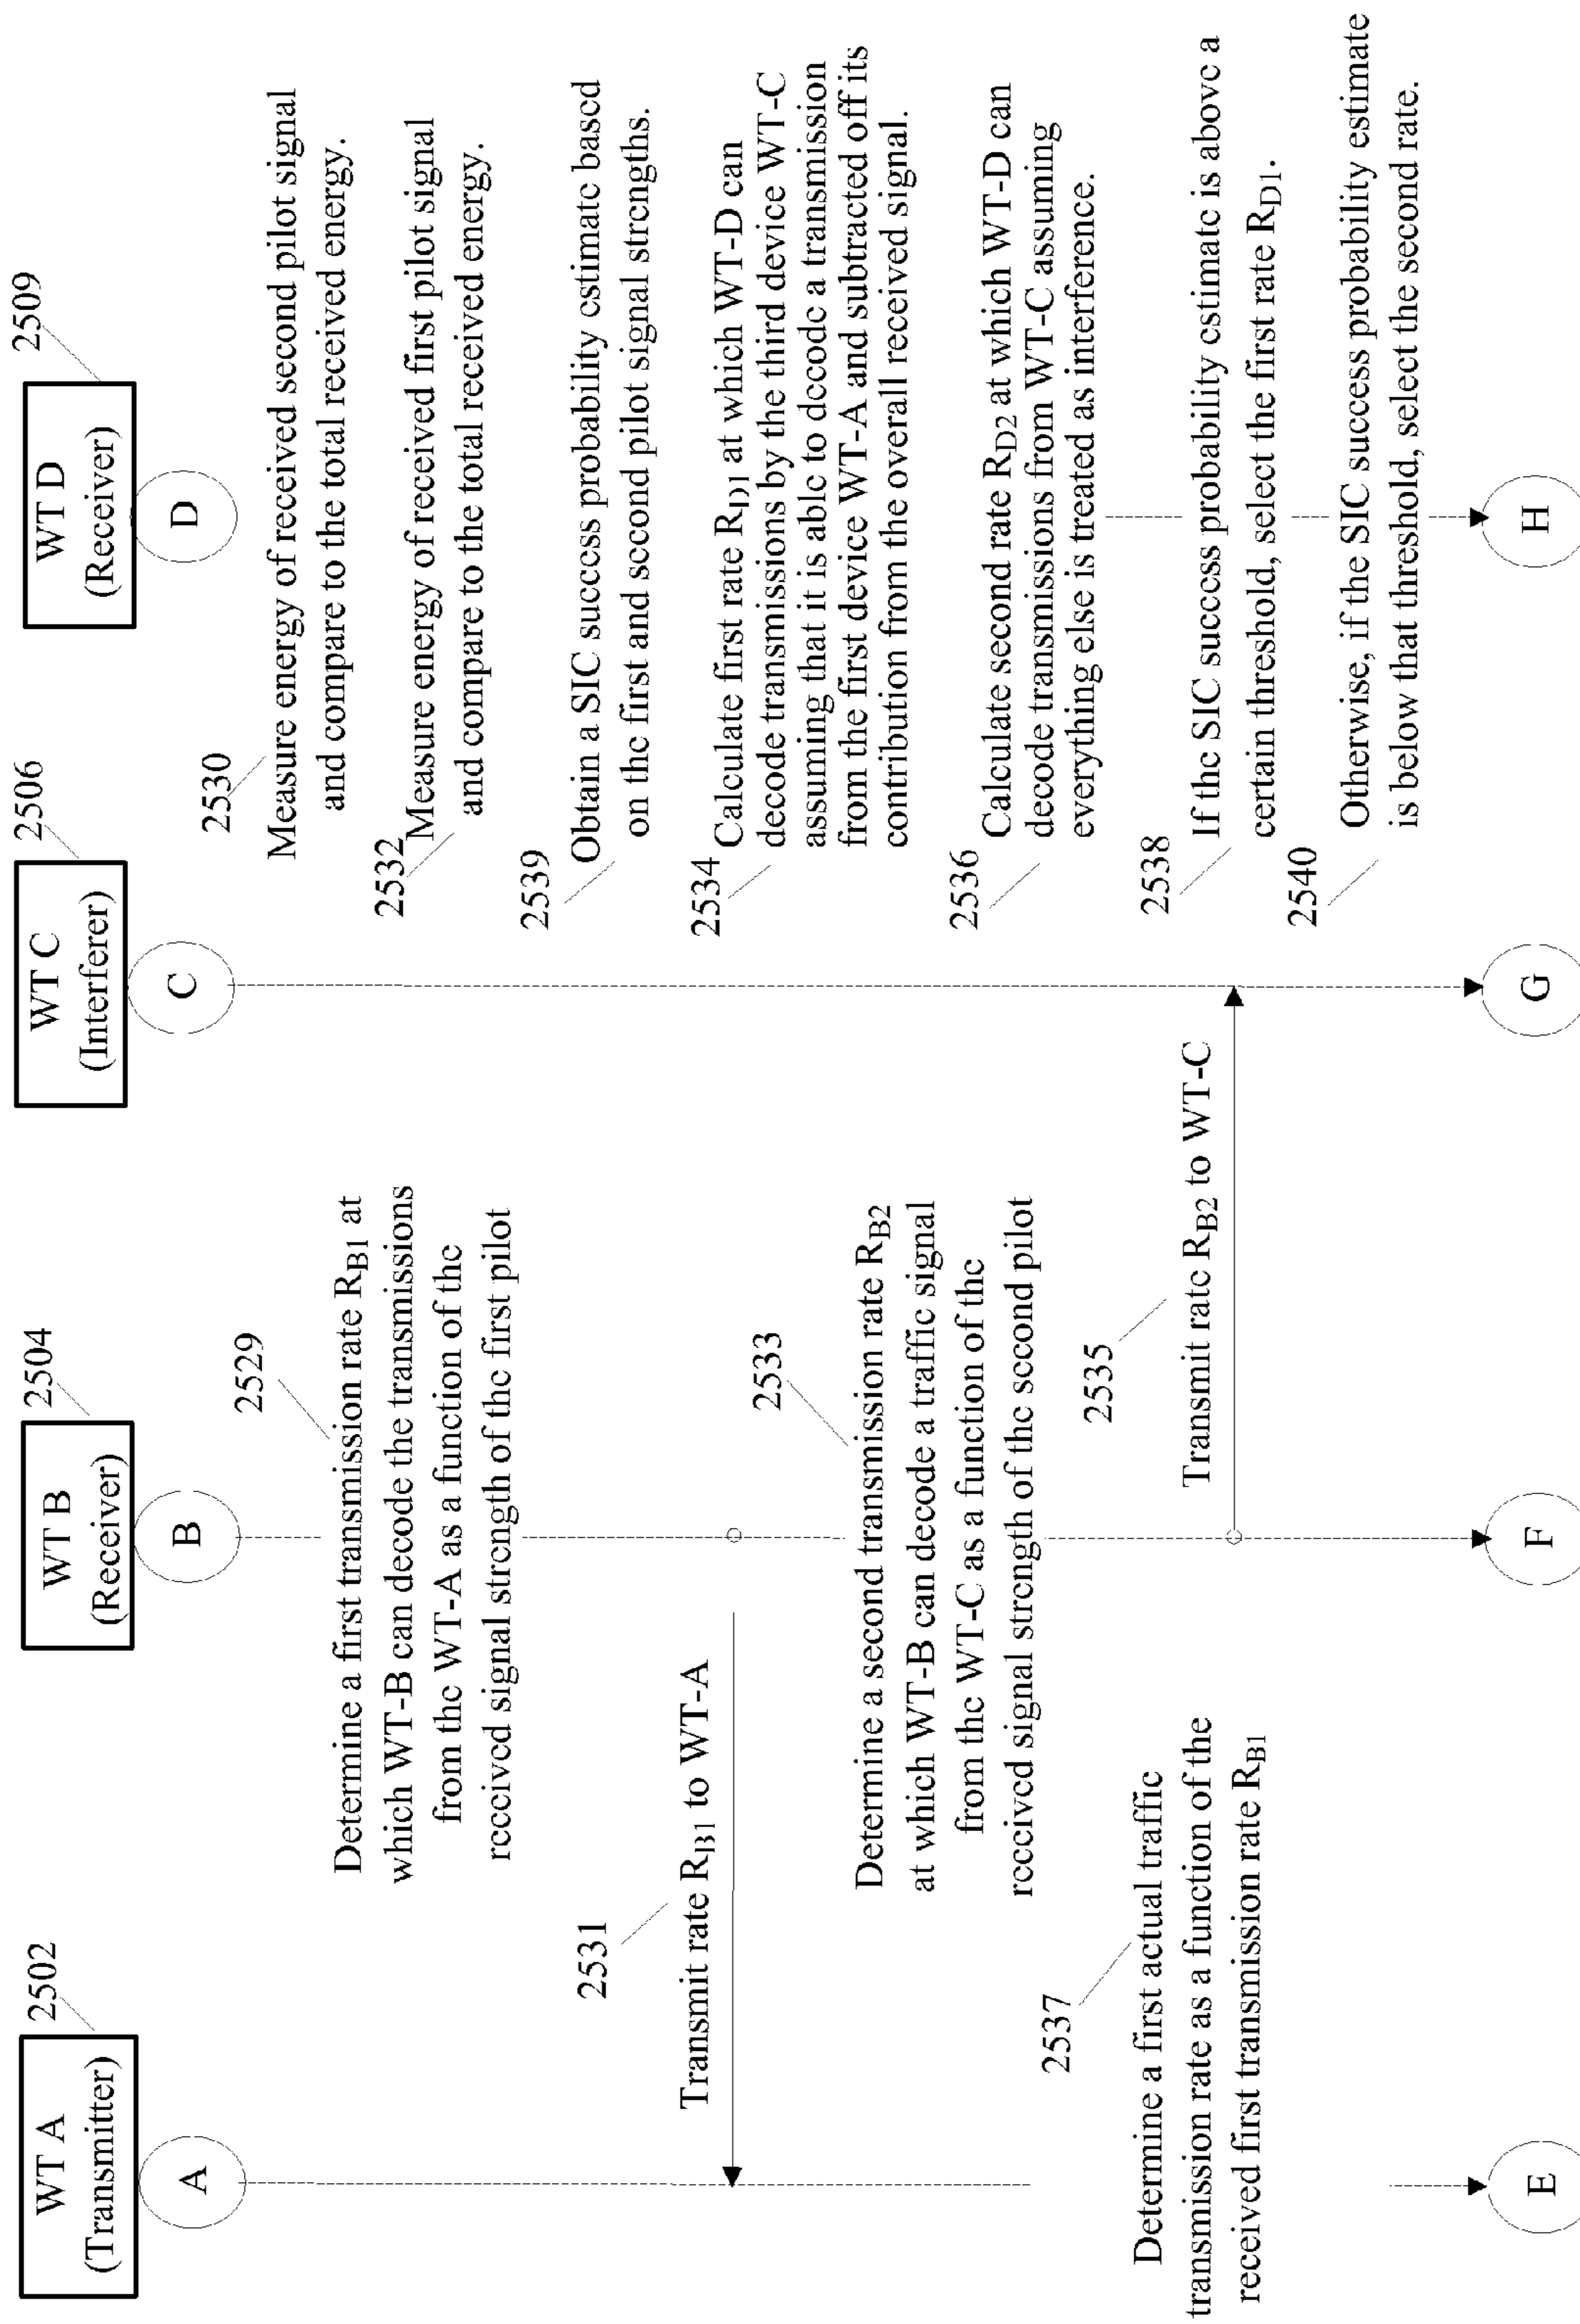 WT A
(Transmitter)
2502
A
WT B
(Receiver)
2504
B
WT C
(Interferer)
2506
C
WT D
(Receiver)
2509
D
2529
Determine a first transmission rate RB1 at
which WT-B can decode the transmissions
from the WT-A as a function of the
received signal strength of the first pilot
2531
Transmit rate RB1 to WT-A
2533
Determine a second transmission rate RB2
at which WT-B can decode a traffic signal
from the WT-C as a function of the
received signal strength of the second pilot
2535
Transmit rate RB2 to WT-C
2537
Determine a first actual traffic
transmission rate as a function of the
received first transmission rate RB1
2530
Measure energy of received second pilot signal
and compare to the total received energy.
2532
Measure energy of received first pilot signal
and compare to the total received energy.
2539
Obtain a SIC success probability estimate based
on the first and second pilot signal strengths.
2534
Calculate first rate RD1 at which WT-D can
decode transmissions by the third device WT-C
assuming that it is able to decode a transmission
from the first device WT-A and subtracted off its
contribution from the overall received signal.
2536
Calculate second rate RD2 at which WT-D can
decode transmissions from WT-C assuming
everything else is treated as interference.
2538
If the SIC success probability estimate is above a
certain threshold, select the first rate RD1.
2540
Otherwise, if the SIC success probability estimate
is below that threshold, select the second rate.
E
F
G
H